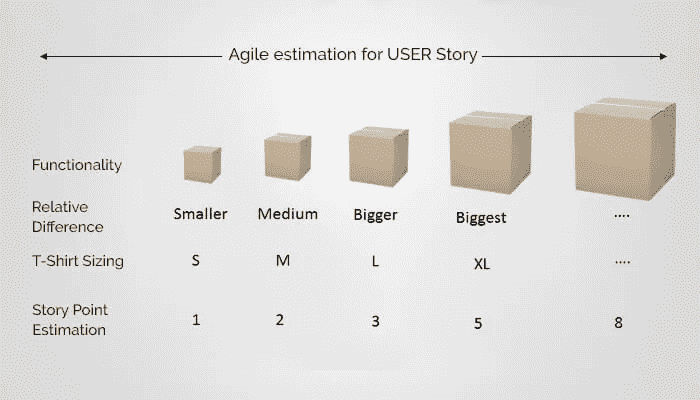 Agile estimation for USER Story
Functionality
Relative
Difference
Smaller Medium Bigger Biggest ....
T-Shirt Sizing S M L XL ....
Story Point
Estimation
1 2 3 5 8